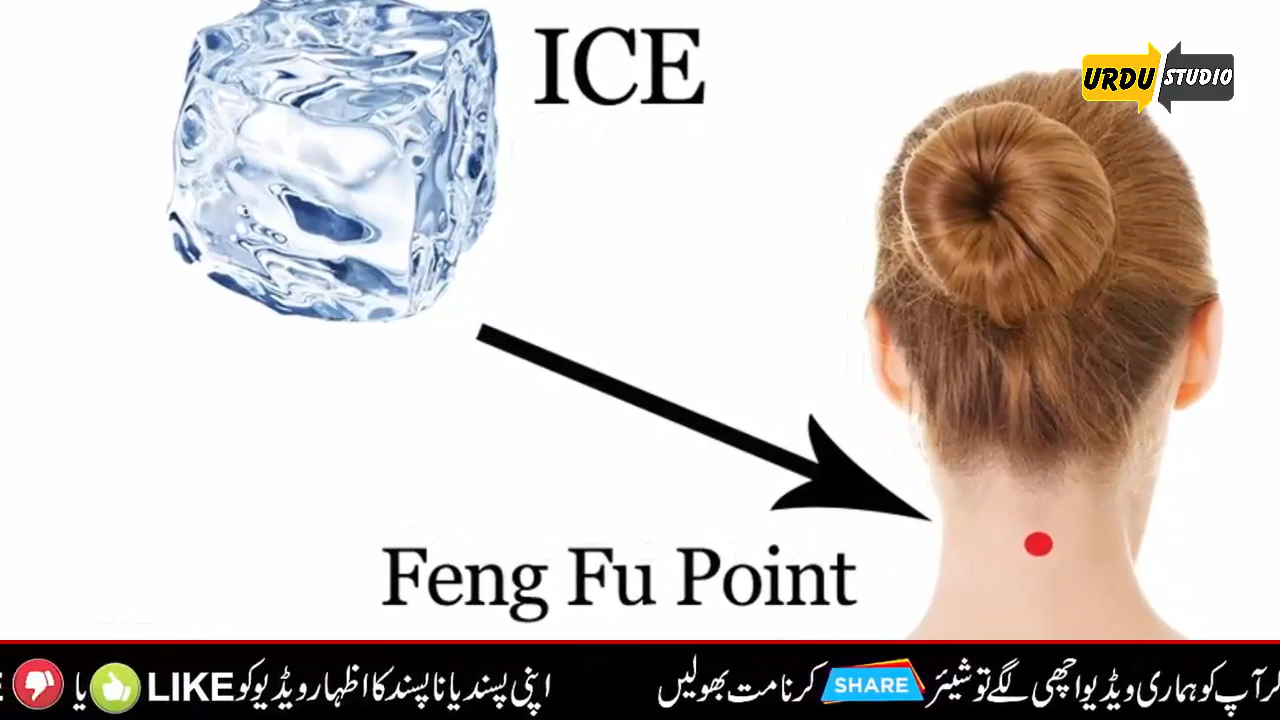 ICE
URDU STUDIO
Feng Fu Point
گر آپ کو ہماری ویڈیو اچھی لگے تو شیئر SHARE کرنا مت بھولیں اپنی پسند یا ناپسند کا اظہار ویڈیو کو LIKE یا